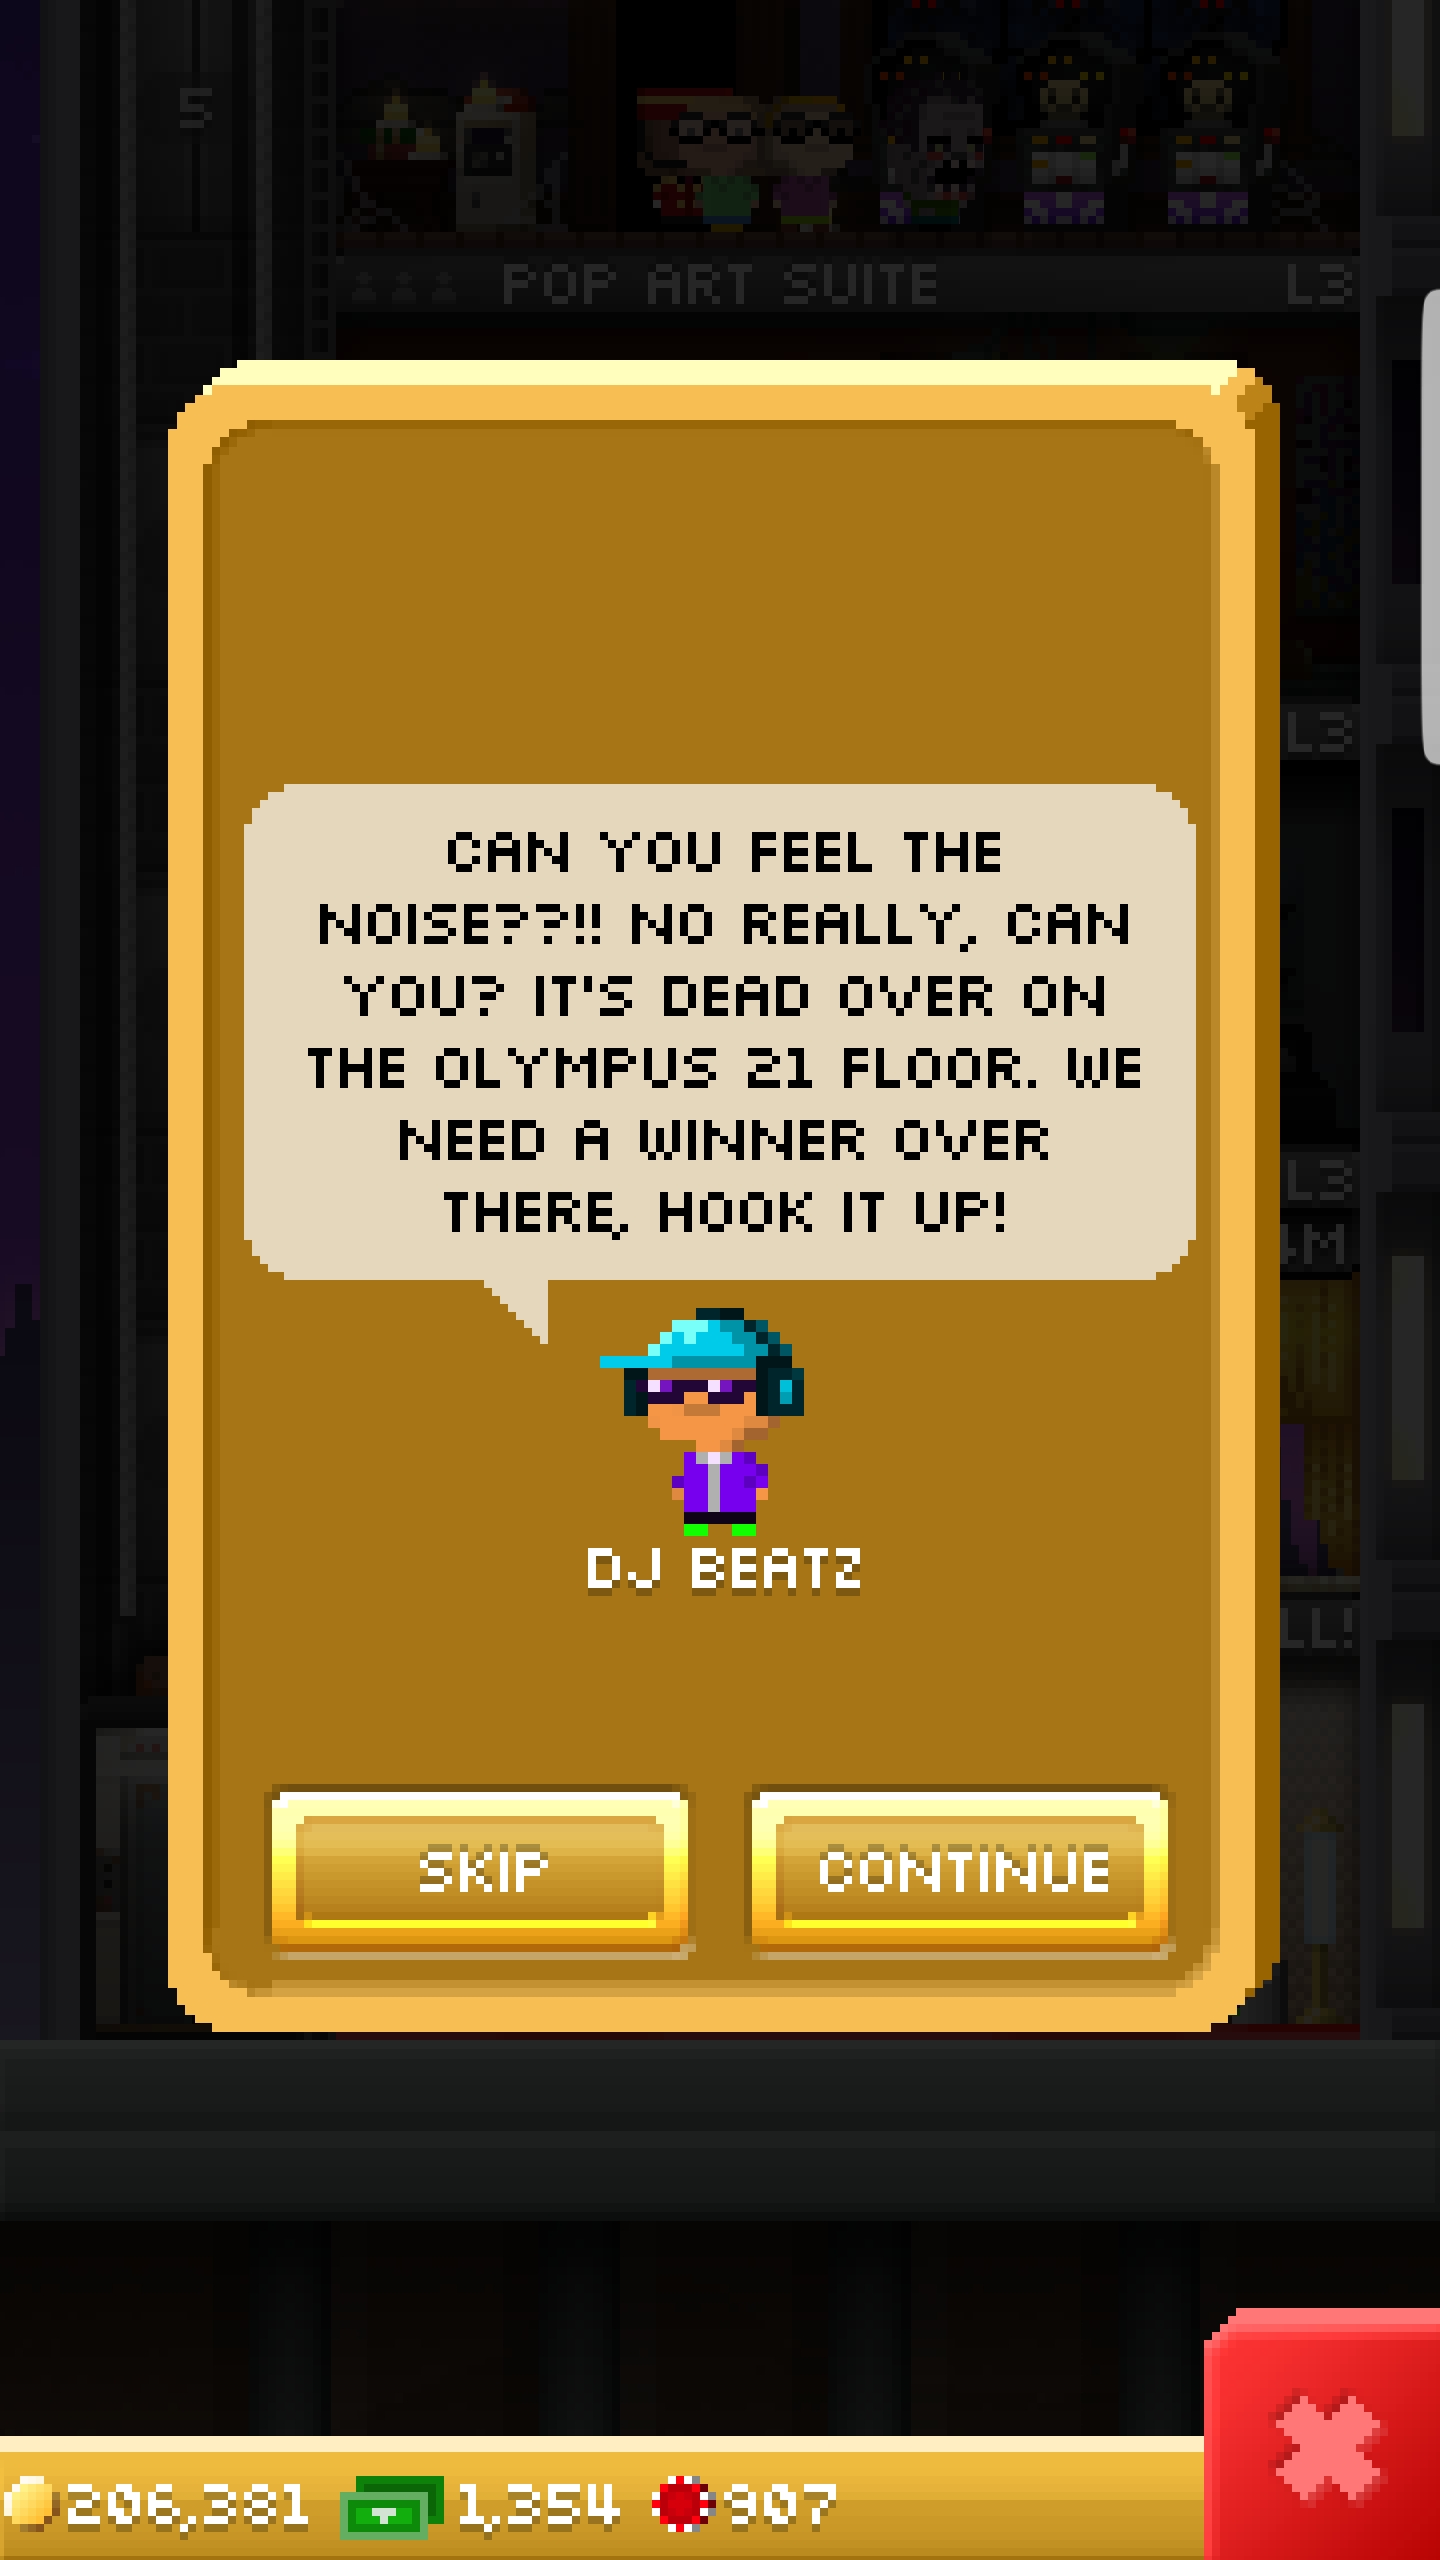 5
POP ART SUITE L3
L3
CAN YOU FEEL THE
NOISE??!! NO REALLY, CAN
YOU? IT'S DEAD OVER ON
THE OLYMPUS 21 FLOOR. WE
NEED A WINNER OVER
THERE, HOOK IT UP!
L3
DJ BEATZ
SKIP CONTINUE
206,381 1,354 907